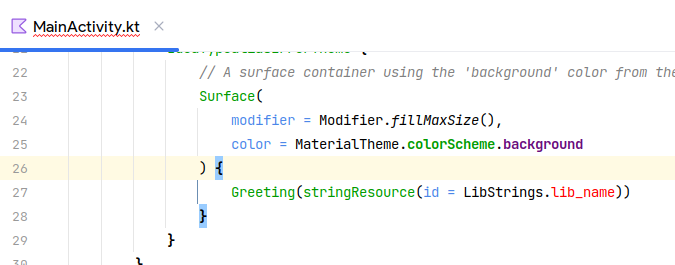 MainActivity.kt
22 // A surface container using the 'background' color from the
23 Surface(
24 modifier = Modifier.fillMaxSize(),
25 color = MaterialTheme.colorScheme.background
26 ) {
27 Greeting(stringResource(id = LibStrings.lib_name))
28 }
29 }
30 }